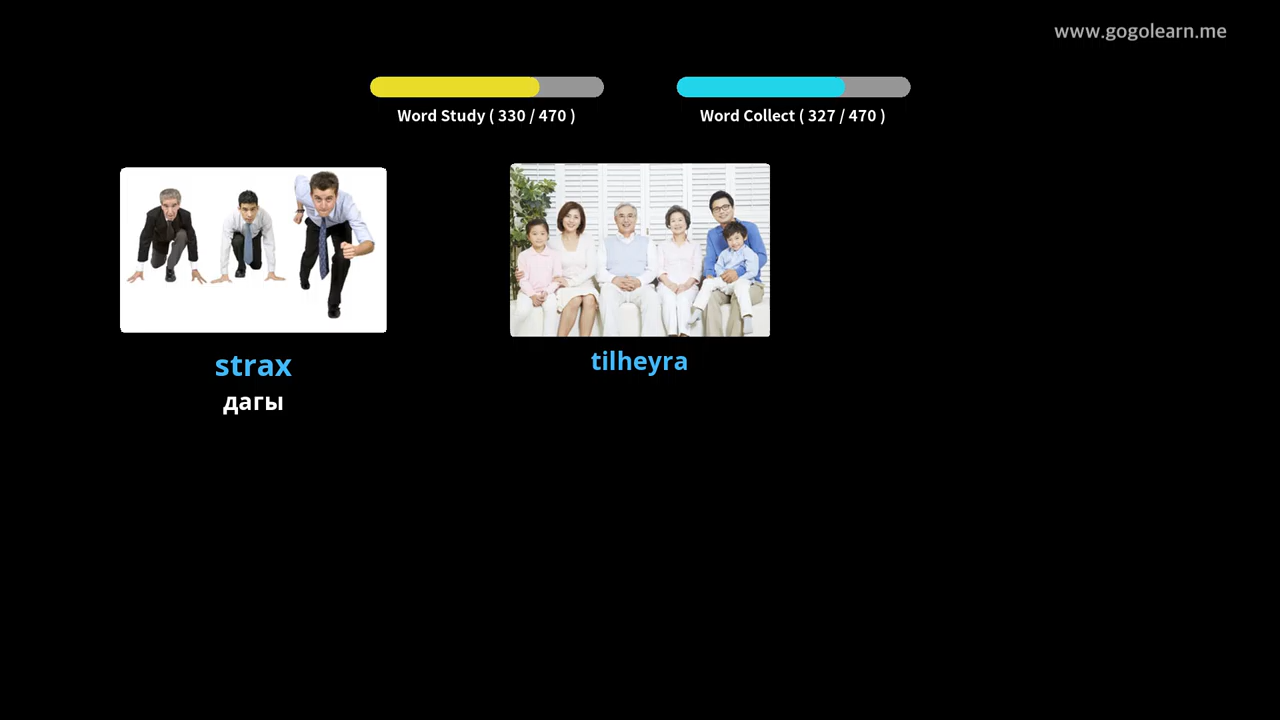 www.gogolearn.me
Word Study ( 330 / 470 )
Word Collect ( 327 / 470 )
strax
дагы
tilheyra